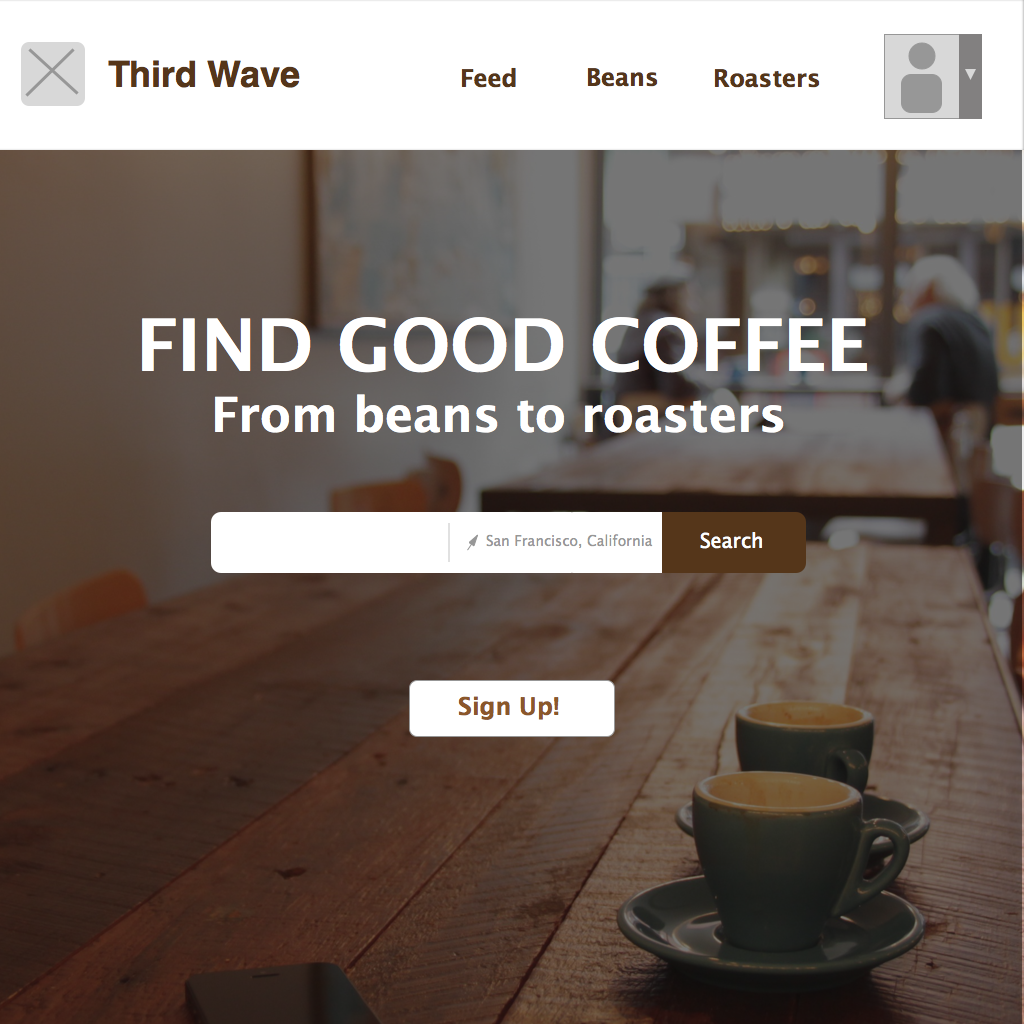 Third Wave
Feed
Beans
Roasters
FIND GOOD COFFEE
From beans to roasters
San Francisco, California
Search
Sign Up!